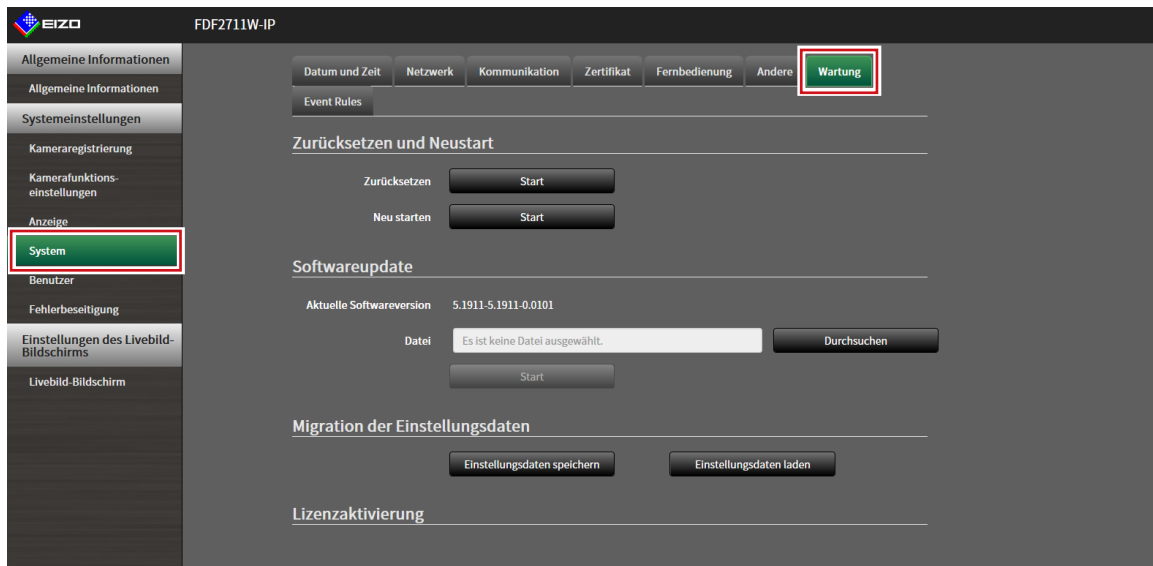 EIZO
FDF2711W-IP
Allgemeine Informationen
Allgemeine Informationen
Systemeinstellungen
Kameraregistrierung
Kamerafunktions-
einstellungen
Anzeige
System
Benutzer
Fehlerbeseitigung
Einstellungen des Livebild-
Bildschirms
Livebild-Bildschirm
Datum und Zeit Netzwerk Kommunikation Zertifikat Fernbedienung Andere Wartung
Event Rules
Zurücksetzen und Neustart
Zurücksetzen Start
Neu starten Start
Softwareupdate
Aktuelle Softwareversion 5.1911-5.1911-0.0101
Datei Es ist keine Datei ausgewählt. Durchsuchen
Start
Migration der Einstellungsdaten
Einstellungsdaten speichern Einstellungsdaten laden
Lizenzaktivierung